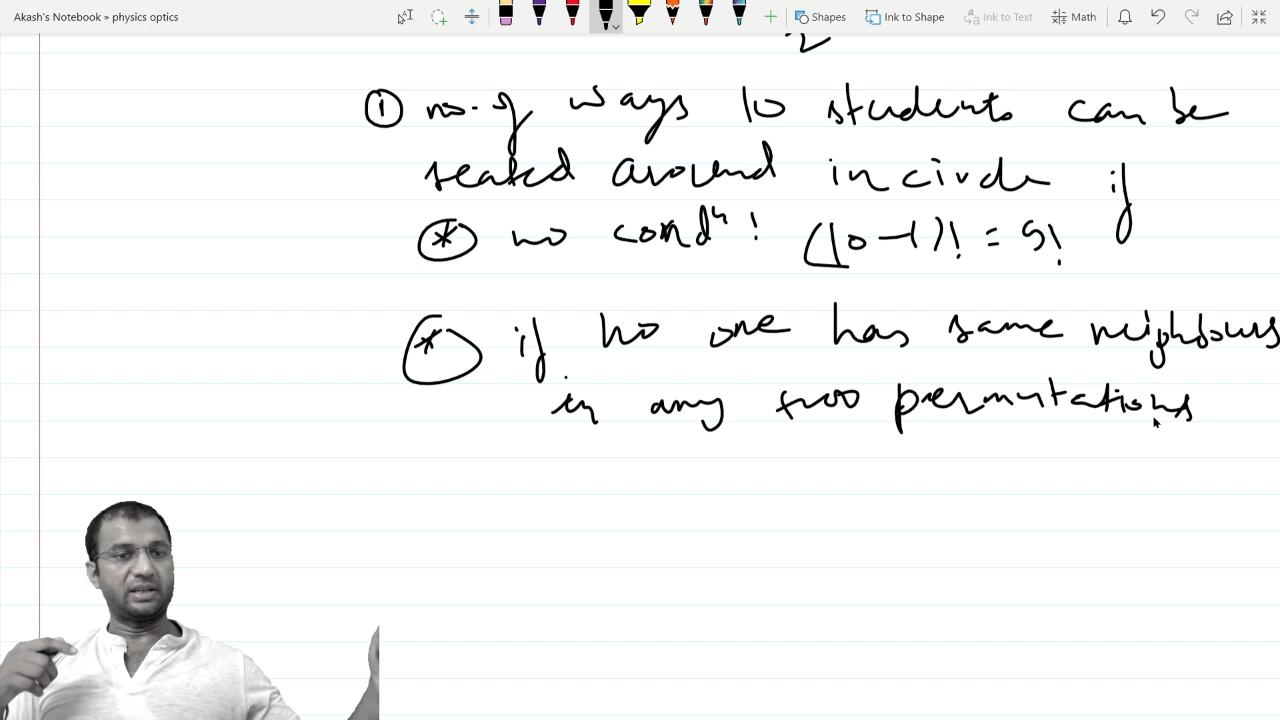 Akash's Notebook » physics optics
Shapes
Ink to Shape
Ink to Text
Math
① no. of ways 10 students can be
seated around in circle if
* no condⁿ: (10-1)! = 9!
* if no one has same neighbours
in any two permutations